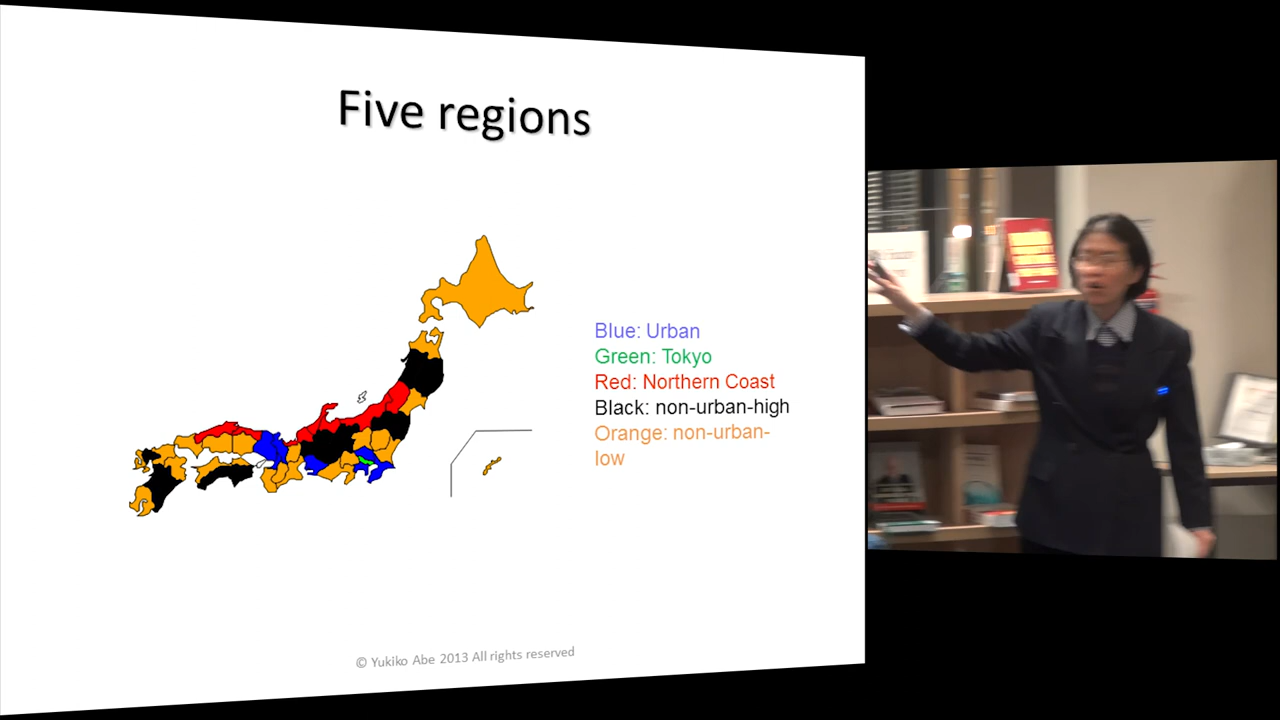 Five regions
Blue: Urban
Green: Tokyo
Red: Northern Coast
Black: non-urban-high
Orange: non-urban-
low
© Yukiko Abe 2013 All rights reserved